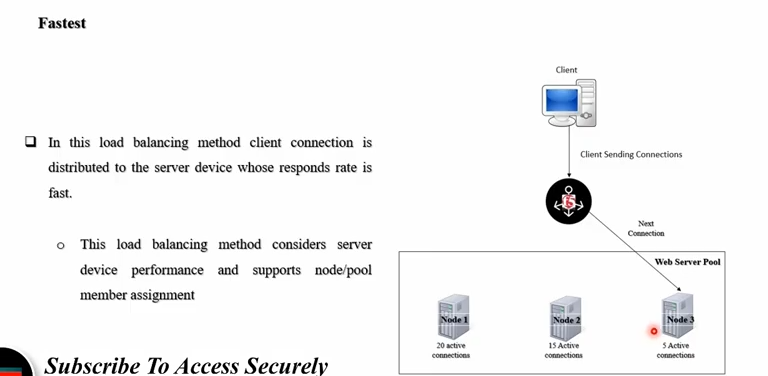 Fastest
❑ In this load balancing method client connection is
distributed to the server device whose responds rate is
fast.
o This load balancing method considers server
device performance and supports node/pool
member assignment
Subscribe To Access Securely
Client
Client Sending Connections
f5
Next
Connection
Web Server Pool
Node 1
20 active
connections
Node 2
15 Active
connections
Node 3
5 Active
connections